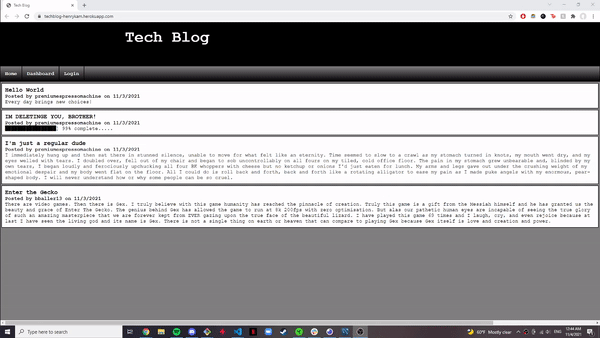 Tech Blog
techblog-henrykam.herokuapp.com
Tech Blog
Home Dashboard Login
Hello World
Posted by premiumespressomachine on 11/3/2021
Every day brings new choices!
IM DELETINGE YOU, BROTHER!
Posted by premiumespressomachine on 11/3/2021
99% complete.....
I'm just a regular dude
Posted by premiumespressomachine on 11/3/2021
I immediately hung up and then sat there in stunned silence, unable to move for what felt like an eternity. Time seemed to slow to a crawl as my stomach turned in knots, my mouth went dry, and my
eyes welled with tears. I doubled over, fell out of my chair and began to sob uncontrollably on all fours on my tiled, cold office floor. The pain in my stomach grew unbearable and, blinded by my
own tears, I began loudly and ferociously upchucking all four BK whoppers with cheese but no ketchup or onions I'd just eaten for lunch. My arms and legs gave out under the crushing weight of my
emotional despair and my body went flat on the floor. All I could do is roll back and forth, back and forth like a rotating alligator to ease my pain as I made puke angels with my enormous, pear-
shaped body. I will never understand how or why some people can be so cruel.
Enter the Gecko
Posted by bballer13 on 11/3/2021
There are video games. Then there is Gex. I truly believe with this game humanity has reached the pinnacle of creation. Truly this game is a gift from the Messiah himself and he has granted us the
beauty and grace of Enter The Gecko. The genius behind Gex has allowed the game to run at 9k 200fps with zero optimization. But alas our pathetic human eyes are incapable of seeing the true glory
of such an amazing masterpiece that we are forever kept from EVER gazing upon the true face of the beautiful lizard. I have played this game 69 times and I laugh, cry, and even rejoice because at
last I have seen the living god and its name is Gex. There is not a single thing on earth or heaven that can compare to playing Gex because Gex itself is love and creation and power.
Type here to search
60°F Mostly clear
ENG
12:44 AM
11/4/2021